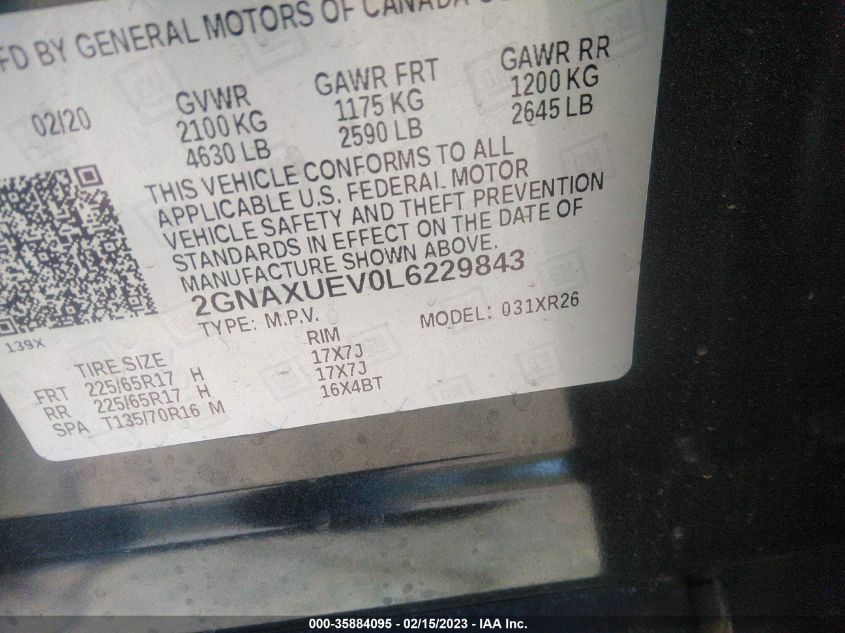 FD BY GENERAL MOTORS OF CANADA
02/20 GVWR GAWR FRT GAWR RR
2100 KG 1175 KG 1200 KG
4630 LB 2590 LB 2645 LB
THIS VEHICLE CONFORMS TO ALL
APPLICABLE U.S. FEDERAL MOTOR
VEHICLE SAFETY AND THEFT PREVENTION
STANDARDS IN EFFECT ON THE DATE OF
MANUFACTURE SHOWN ABOVE.
2GNAXUEV0L6229843
TYPE: M.P.V. MODEL: 031XR26
139X
TIRE SIZE RIM
FRT 225/65R17 H 17X7J
RR 225/65R17 H 17X7J
SPA T135/70R16 M 16X4BT
000-35884095 - 02/15/2023 - IAA Inc.